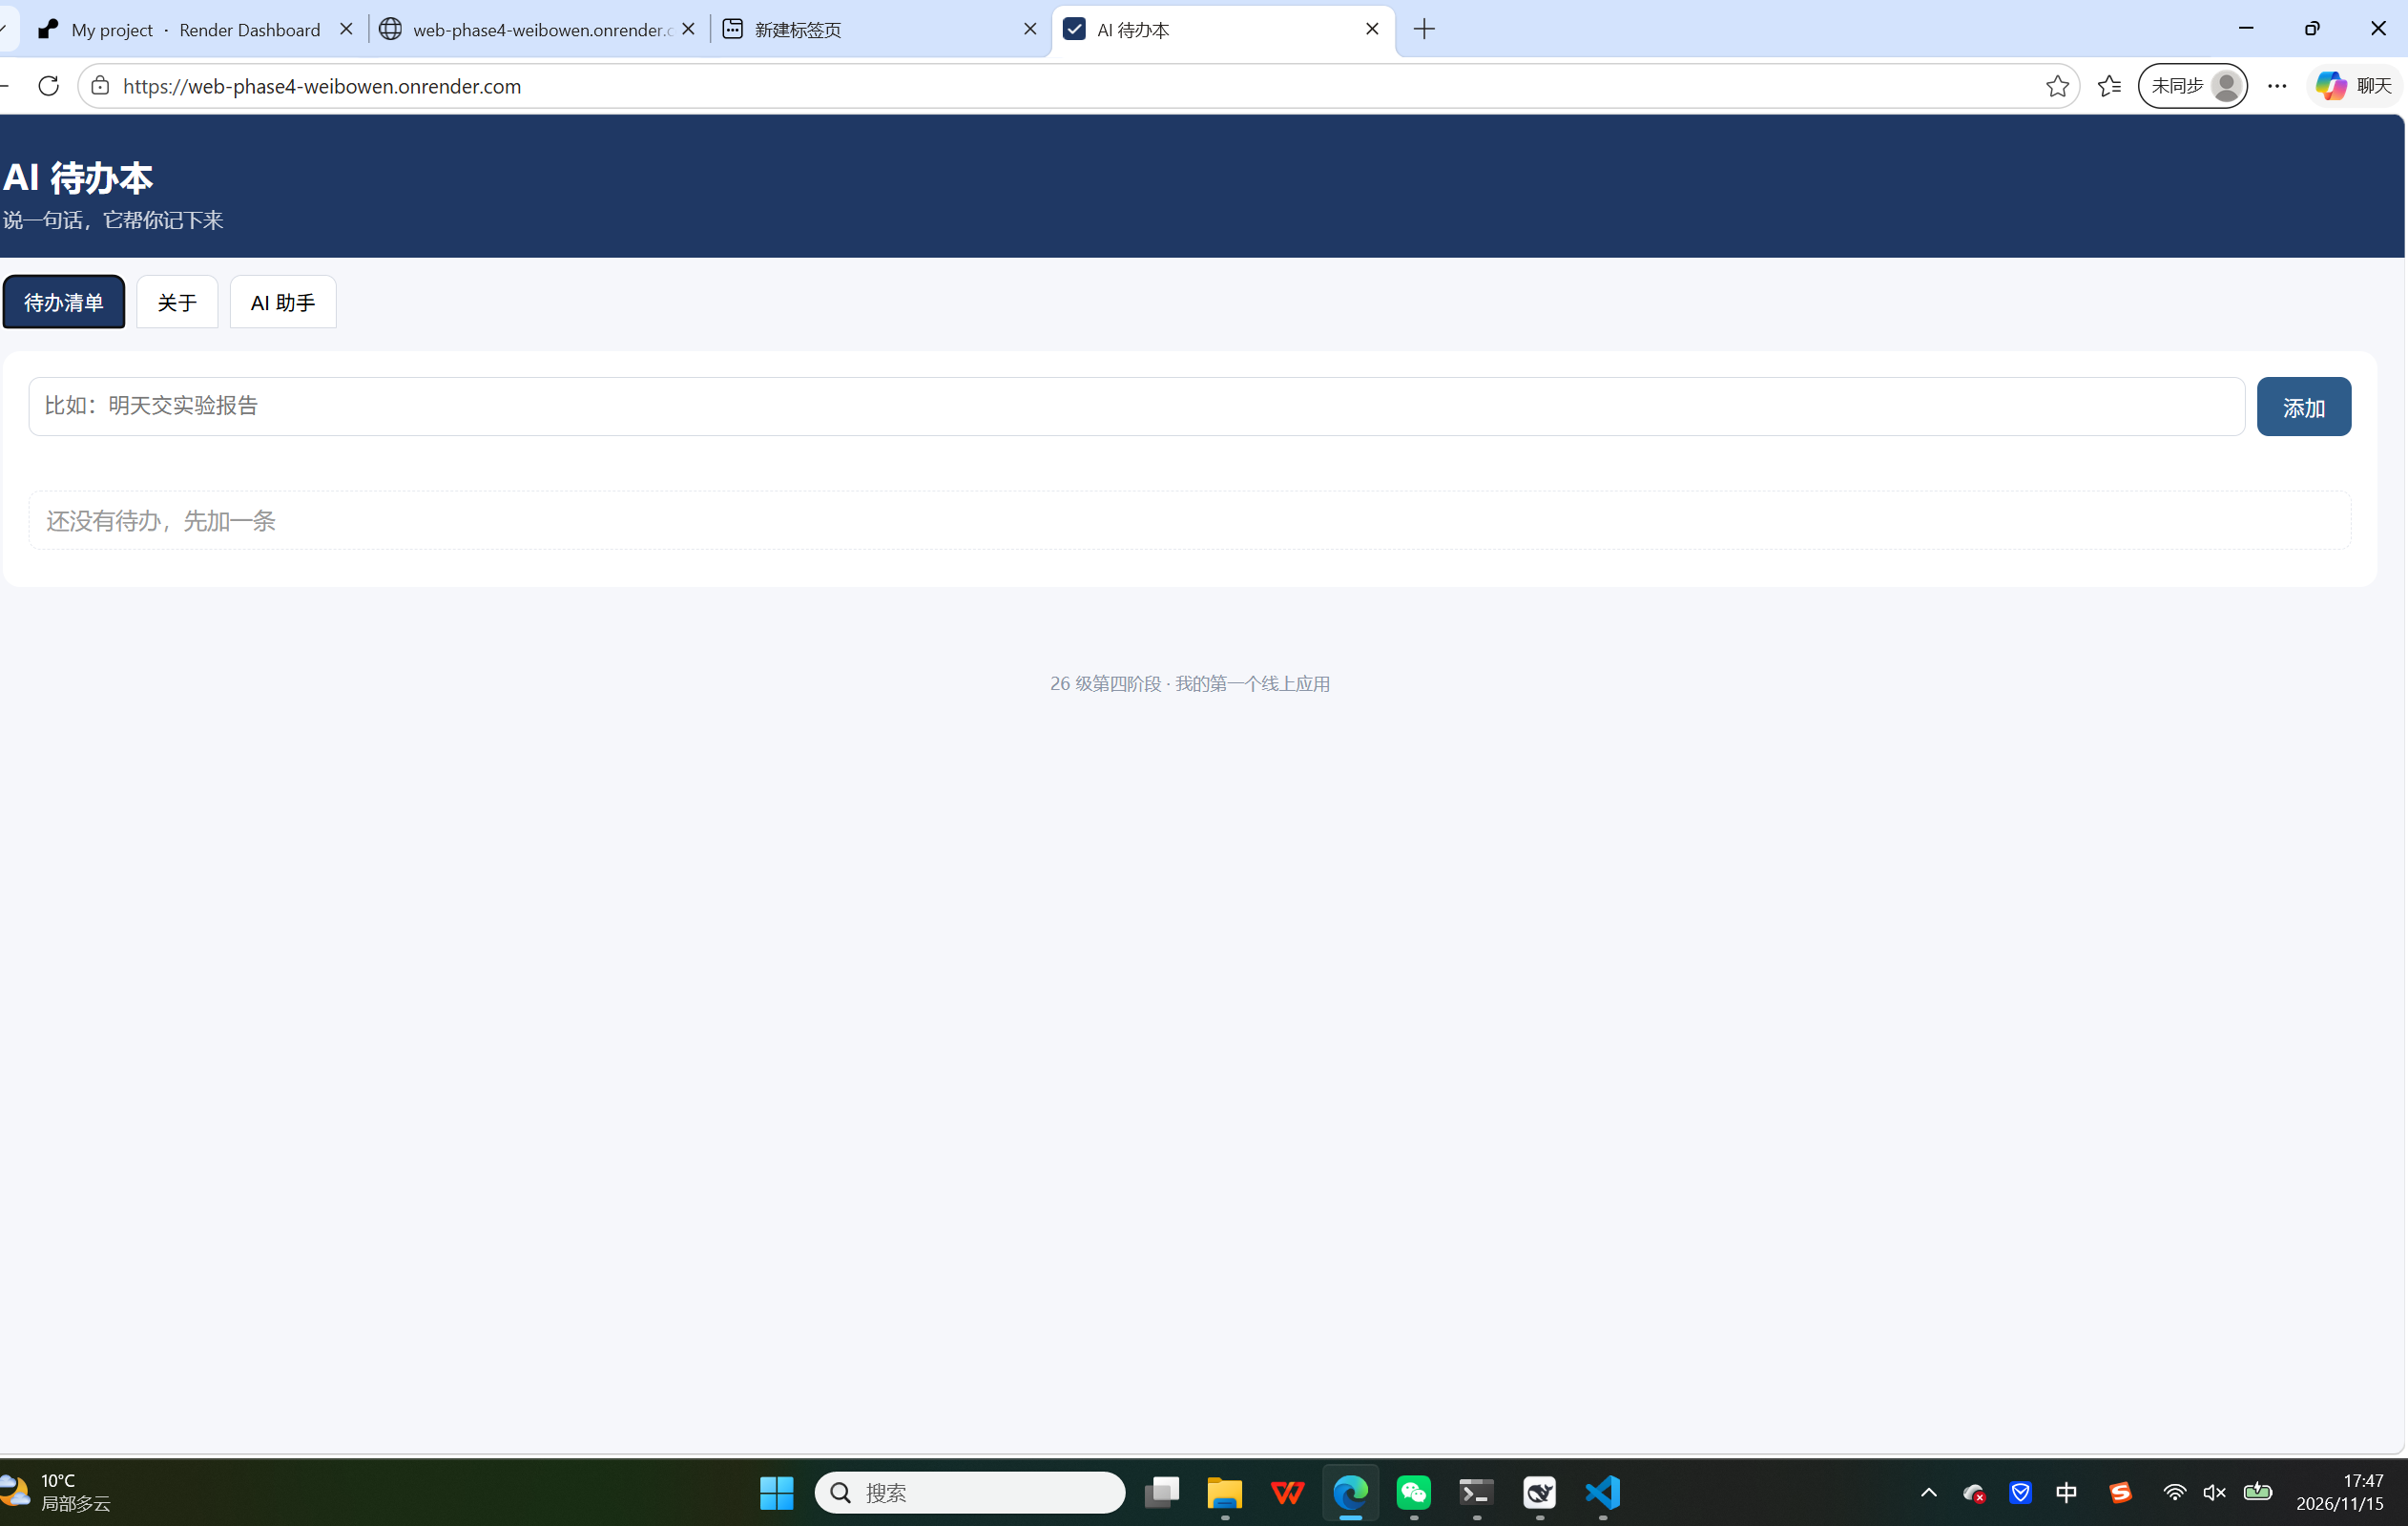 My project · Render Dashboard
web-phase4-weibowen.onrender.c
新建标签页
AI 待办本
https://web-phase4-weibowen.onrender.com
未同步
聊天
AI 待办本
说一句话，它帮你记下来
待办清单
关于
AI 助手
比如：明天交实验报告
添加
还没有待办，先加一条
26 级第四阶段 · 我的第一个线上应用
10°C
局部多云
搜索
中
17:47
2026/11/15